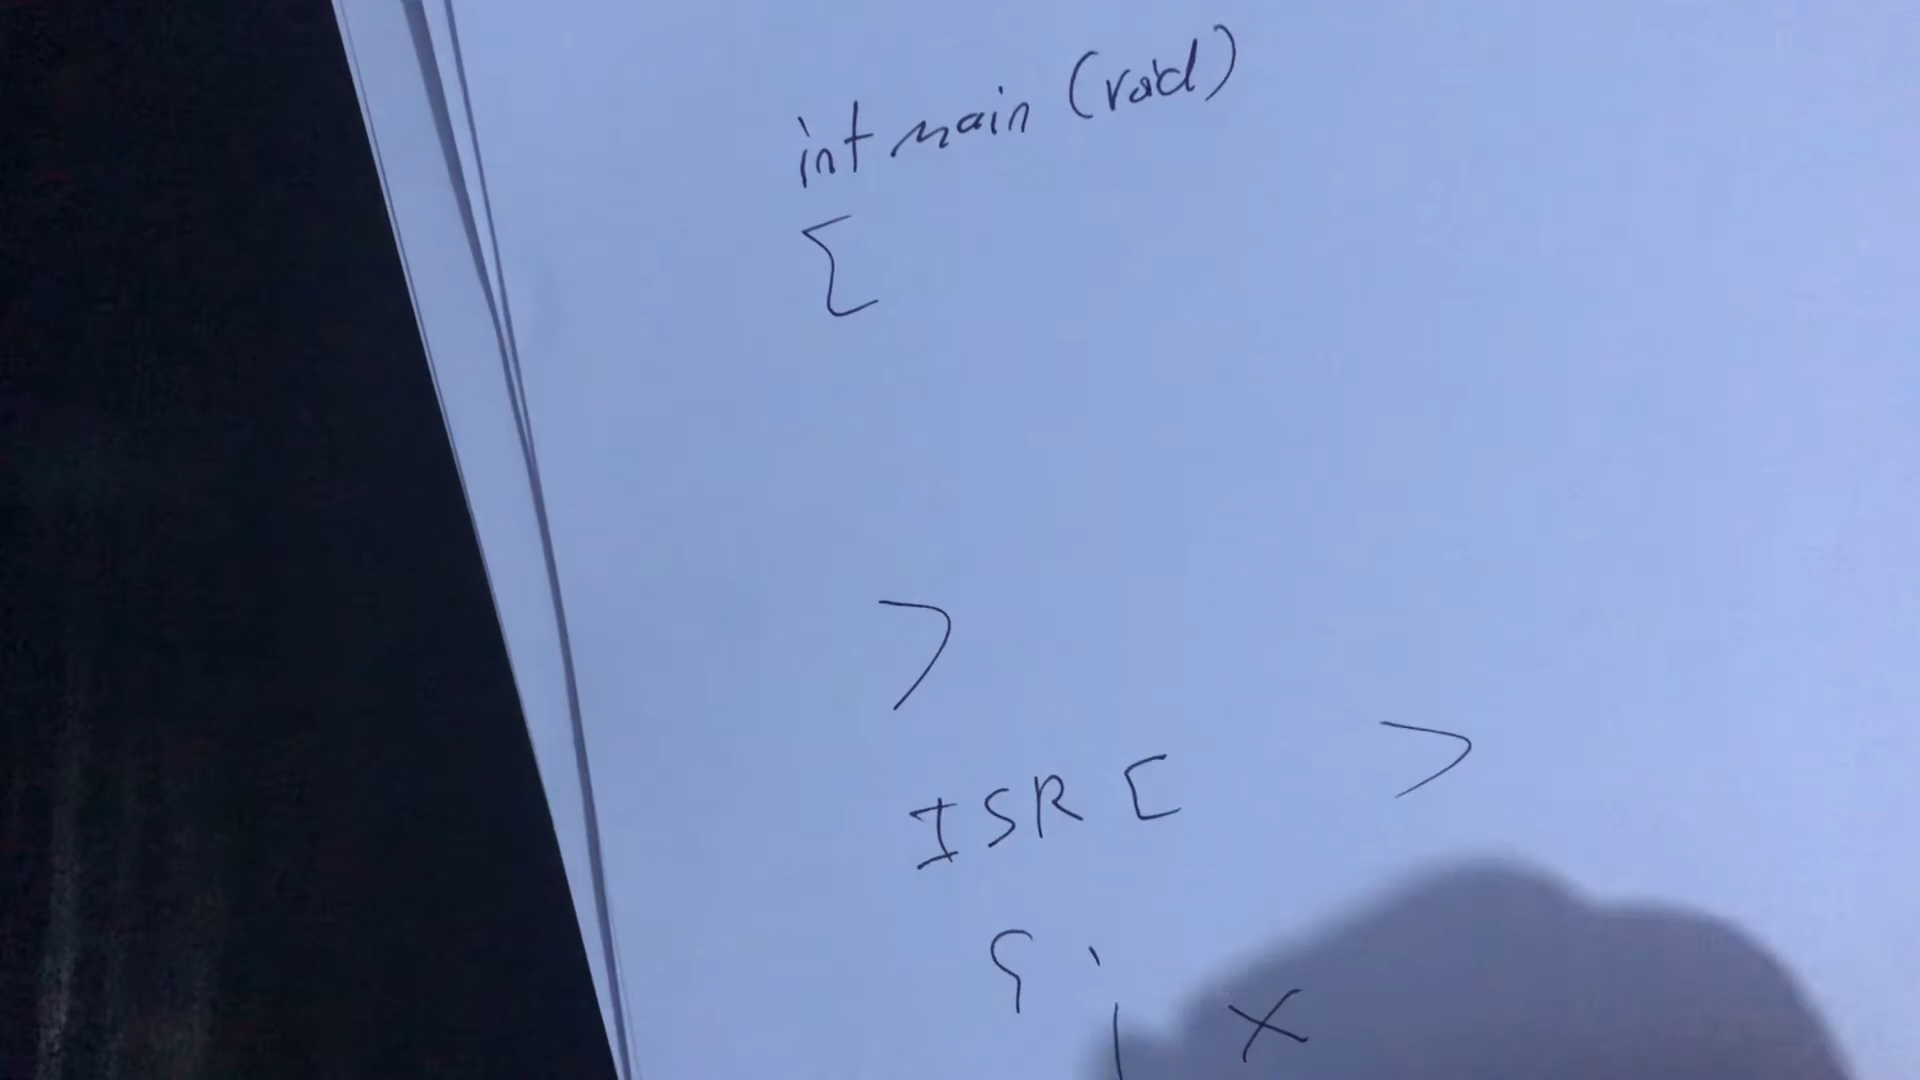 int main (void)
{
}
ISR [ ]
{ i x